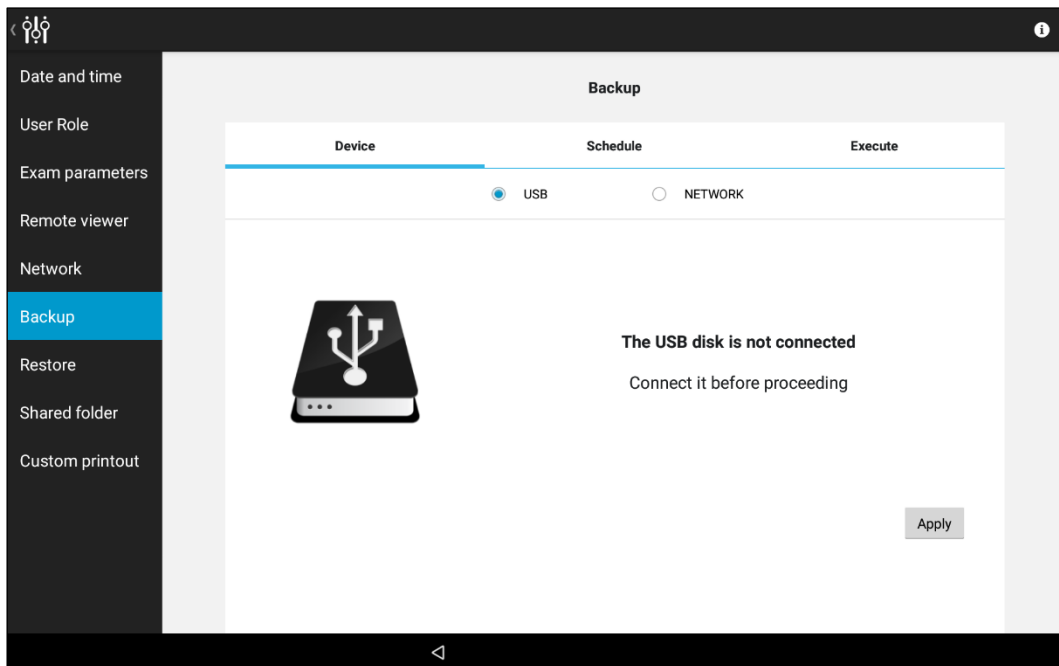 Date and time
User Role
Exam parameters
Remote viewer
Network
Backup
Restore
Shared folder
Custom printout
Backup
Device Schedule Execute
USB NETWORK
The USB disk is not connected
Connect it before proceeding
Apply